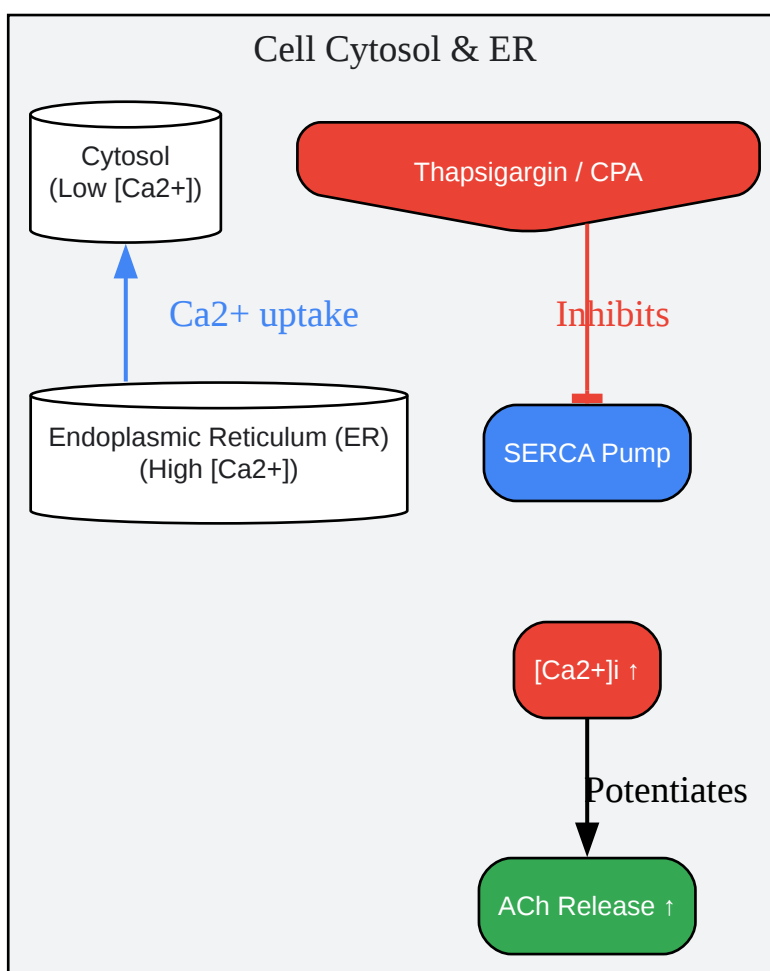 Cell Cytosol & ER
Cytosol
(Low [Ca2+])
Thapsigargin / CPA
Ca2+ uptake
Inhibits
Endoplasmic Reticulum (ER)
(High [Ca2+])
SERCA Pump
[Ca2+]i ↑
Potentiates
ACh Release ↑